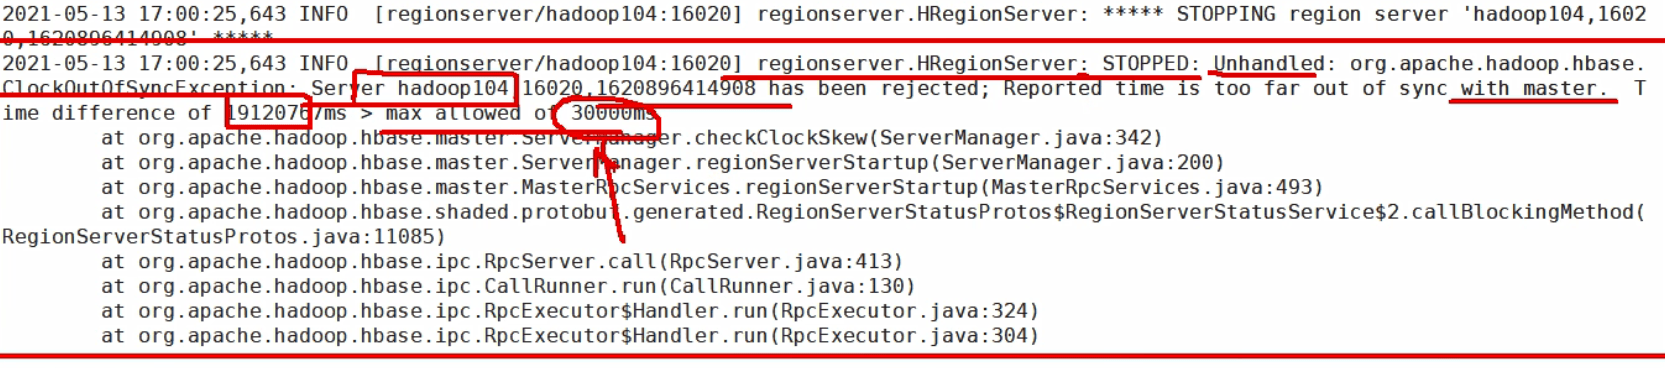 2021-05-13 17:00:25,643 INFO  [regionserver/hadoop104:16020] regionserver.HRegionServer: ***** STOPPING region server 'hadoop104,1602
0,1620896414908' *****
2021-05-13 17:00:25,643 INFO  [regionserver/hadoop104:16020] regionserver.HRegionServer: STOPPED: Unhandled: org.apache.hadoop.hbase.
ClockOutOfSyncException: Server hadoop104,16020,1620896414908 has been rejected; Reported time is too far out of sync with master.  T
ime difference of 19120767ms > max allowed of 30000ms
        at org.apache.hadoop.hbase.master.ServerManager.checkClockSkew(ServerManager.java:342)
        at org.apache.hadoop.hbase.master.ServerManager.regionServerStartup(ServerManager.java:200)
        at org.apache.hadoop.hbase.master.MasterRpcServices.regionServerStartup(MasterRpcServices.java:493)
        at org.apache.hadoop.hbase.shaded.protobuf.generated.RegionServerStatusProtos$RegionServerStatusService$2.callBlockingMethod(
RegionServerStatusProtos.java:11085)
        at org.apache.hadoop.hbase.ipc.RpcServer.call(RpcServer.java:413)
        at org.apache.hadoop.hbase.ipc.CallRunner.run(CallRunner.java:130)
        at org.apache.hadoop.hbase.ipc.RpcExecutor$Handler.run(RpcExecutor.java:324)
        at org.apache.hadoop.hbase.ipc.RpcExecutor$Handler.run(RpcExecutor.java:304)